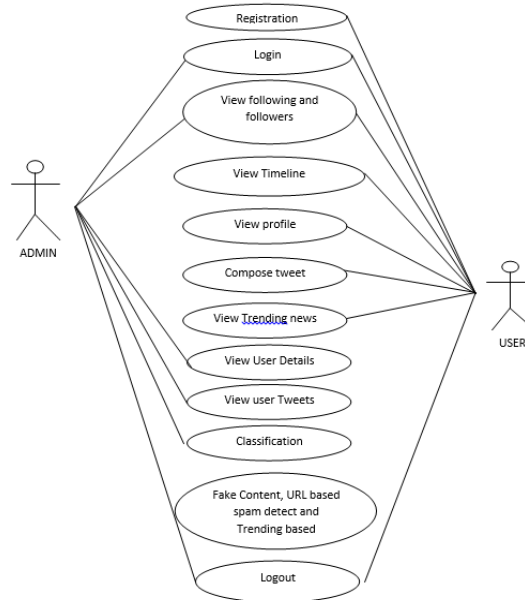 Registration
Login
View following and
followers
View Timeline
View profile
ADMIN
Compose tweet
View Trending news
USER
View User Details
View user Tweets
Classification
Fake Content, URL based
spam detect and
Trending based
Logout